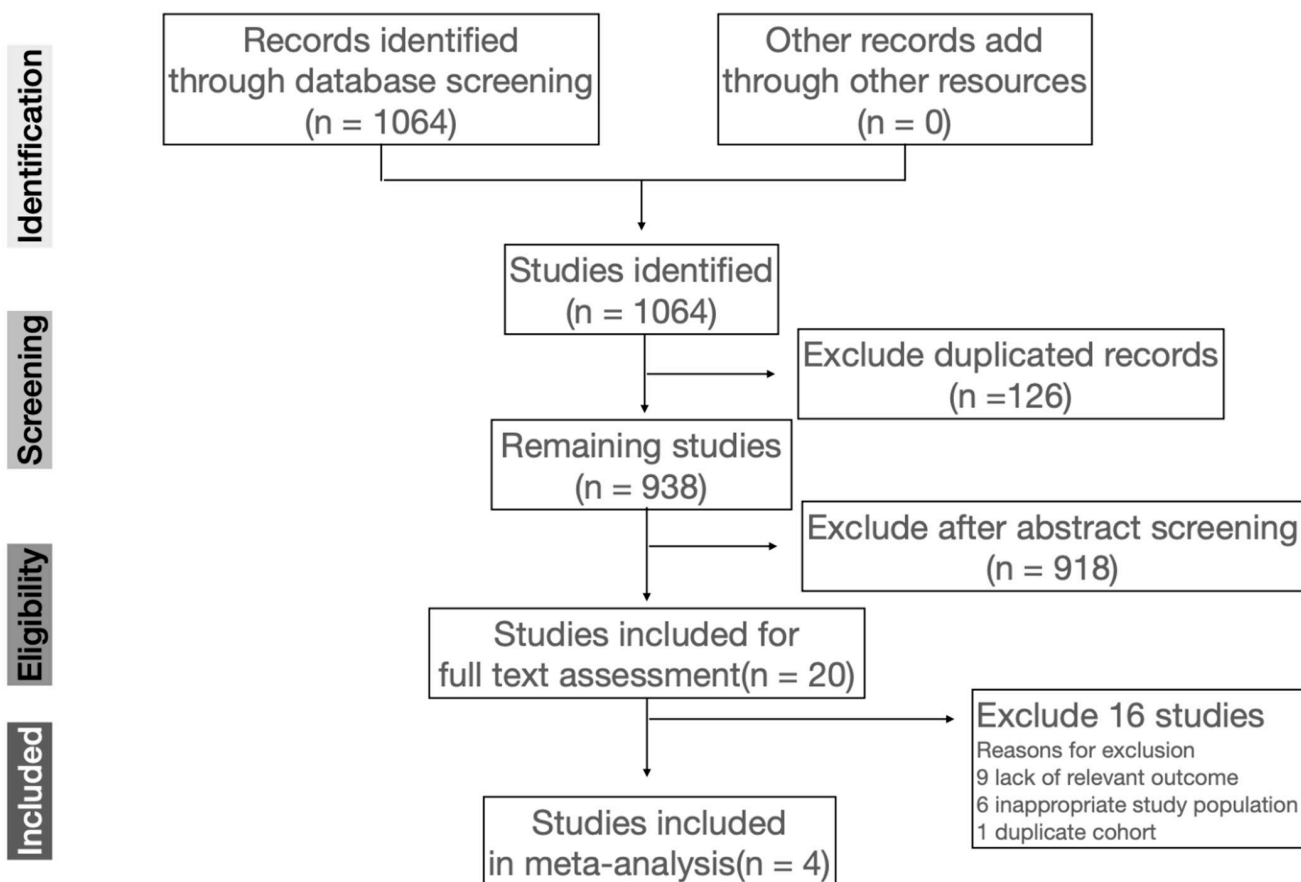 Identification
Records identified
through database screening
(n = 1064)
Other records add
through other resources
(n = 0)
Studies identified
(n = 1064)
Screening
Exclude duplicated records
(n =126)
Remaining studies
(n = 938)
Exclude after abstract screening
(n = 918)
Eligibility
Studies included for
full text assessment(n = 20)
Exclude 16 studies
Reasons for exclusion
9 lack of relevant outcome
6 inappropriate study population
1 duplicate cohort
Included
Studies included
in meta-analysis(n = 4)